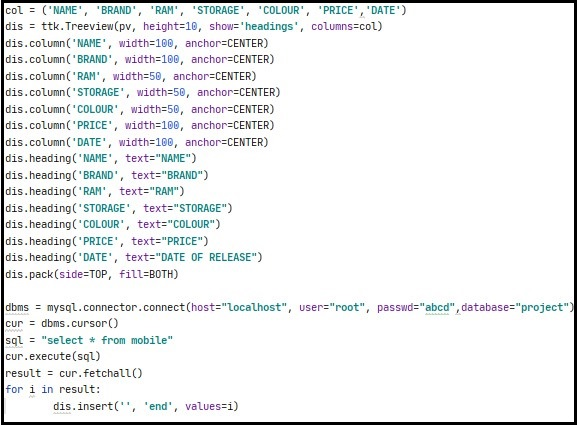 col = ('NAME', 'BRAND', 'RAM', 'STORAGE', 'COLOUR', 'PRICE','DATE')
dis = ttk.Treeview(pv, height=10, show='headings', columns=col)
dis.column('NAME', width=100, anchor=CENTER)
dis.column('BRAND', width=100, anchor=CENTER)
dis.column('RAM', width=50, anchor=CENTER)
dis.column('STORAGE', width=50, anchor=CENTER)
dis.column('COLOUR', width=50, anchor=CENTER)
dis.column('PRICE', width=100, anchor=CENTER)
dis.column('DATE', width=100, anchor=CENTER)
dis.heading('NAME', text="NAME")
dis.heading('BRAND', text="BRAND")
dis.heading('RAM', text="RAM")
dis.heading('STORAGE', text="STORAGE")
dis.heading('COLOUR', text="COLOUR")
dis.heading('PRICE', text="PRICE")
dis.heading('DATE', text="DATE OF RELEASE")
dis.pack(side=TOP, fill=BOTH)
dbms = mysql.connector.connect(host="localhost", user="root", passwd="abcd",database="project")
cur = dbms.cursor()
sql = "select * from mobile"
cur.execute(sql)
result = cur.fetchall()
for i in result:
        dis.insert('', 'end', values=i)